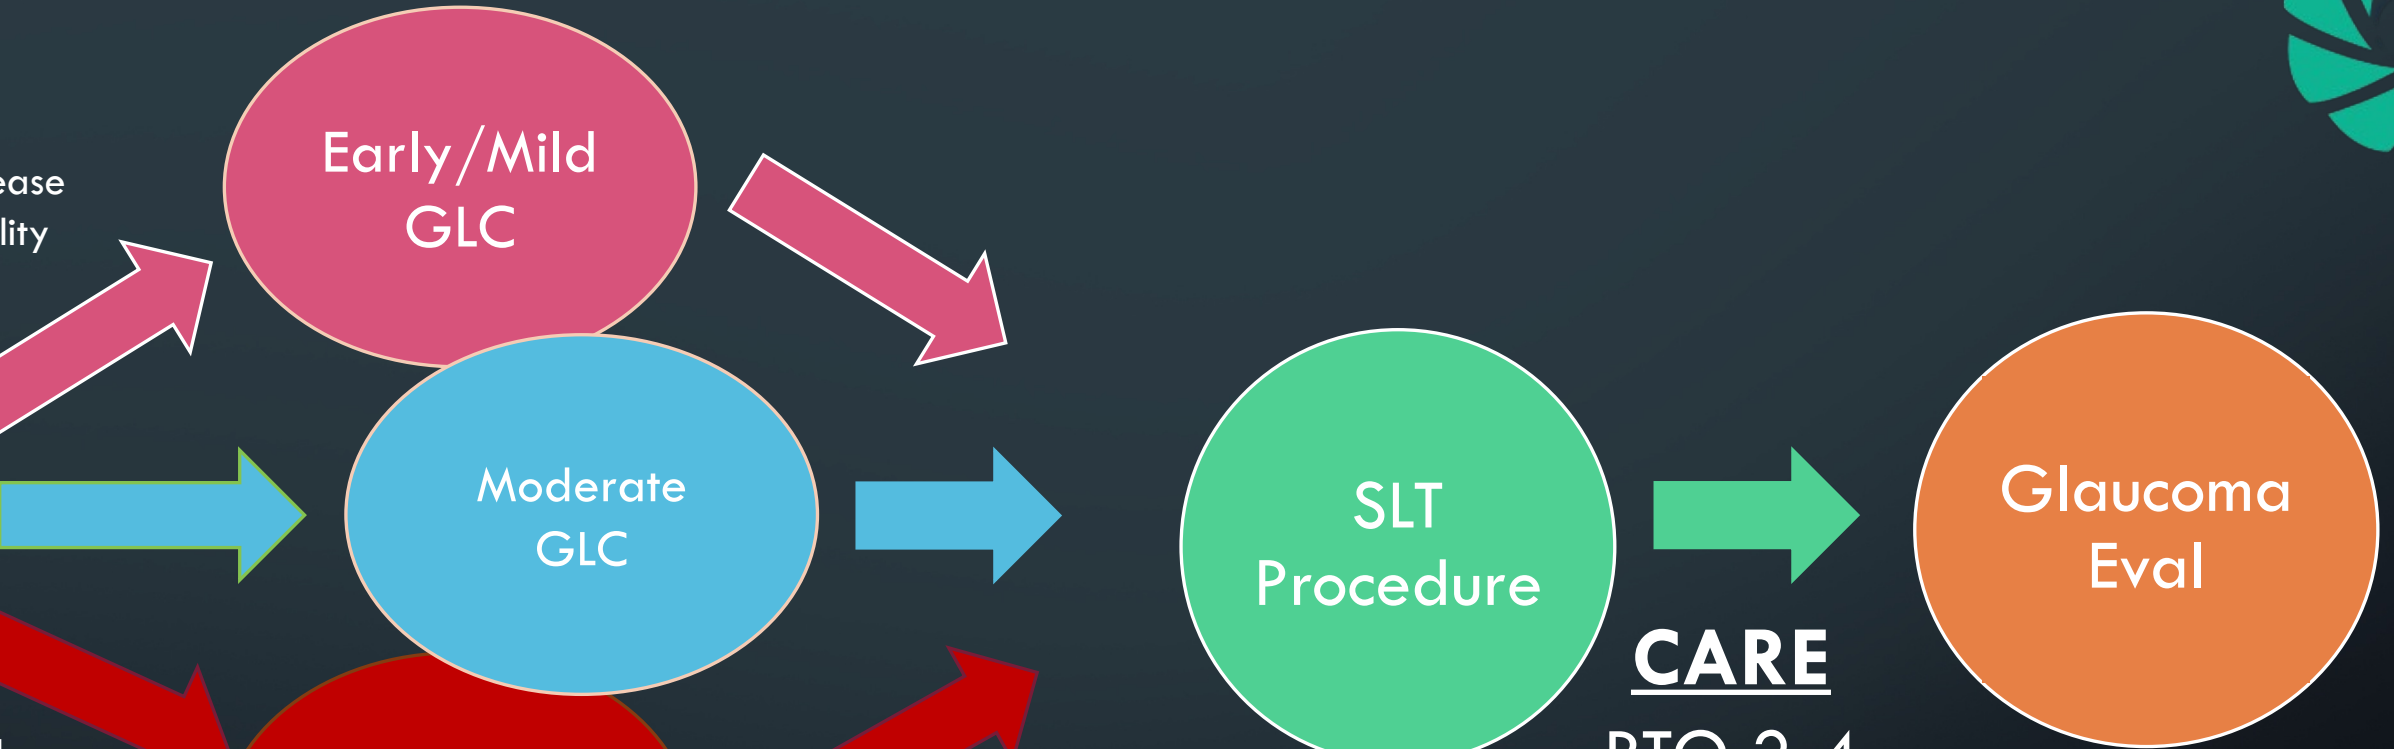 Early/Mild
GLC
Moderate
GLC
SLT
Procedure
CARE
Glaucoma
Eval